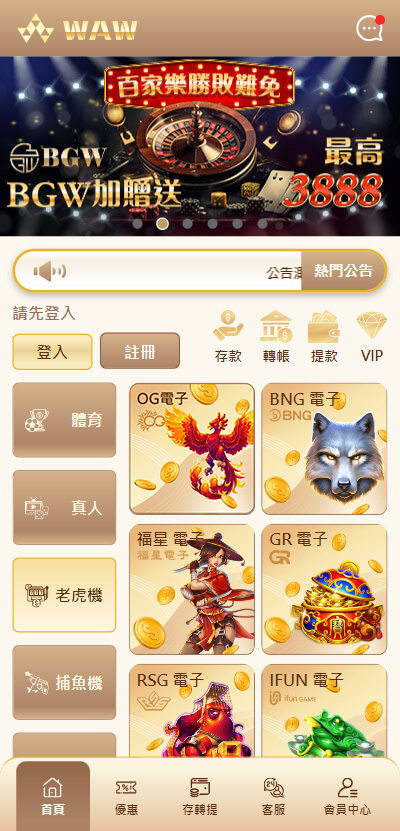 WAW
百家樂勝敗難免
BGW
BGW加贈送
最高
3888
公告
熱門公告
請先登入
登入
註冊
存款
轉帳
提款
VIP
體育
真人
老虎機
捕魚機
OG電子
OG
BNG 電子
BNG
福星 電子
福星電子
GR 電子
GR
RSG 電子
IFUN 電子
ifun GAME
首頁
優惠
存轉提
客服
會員中心